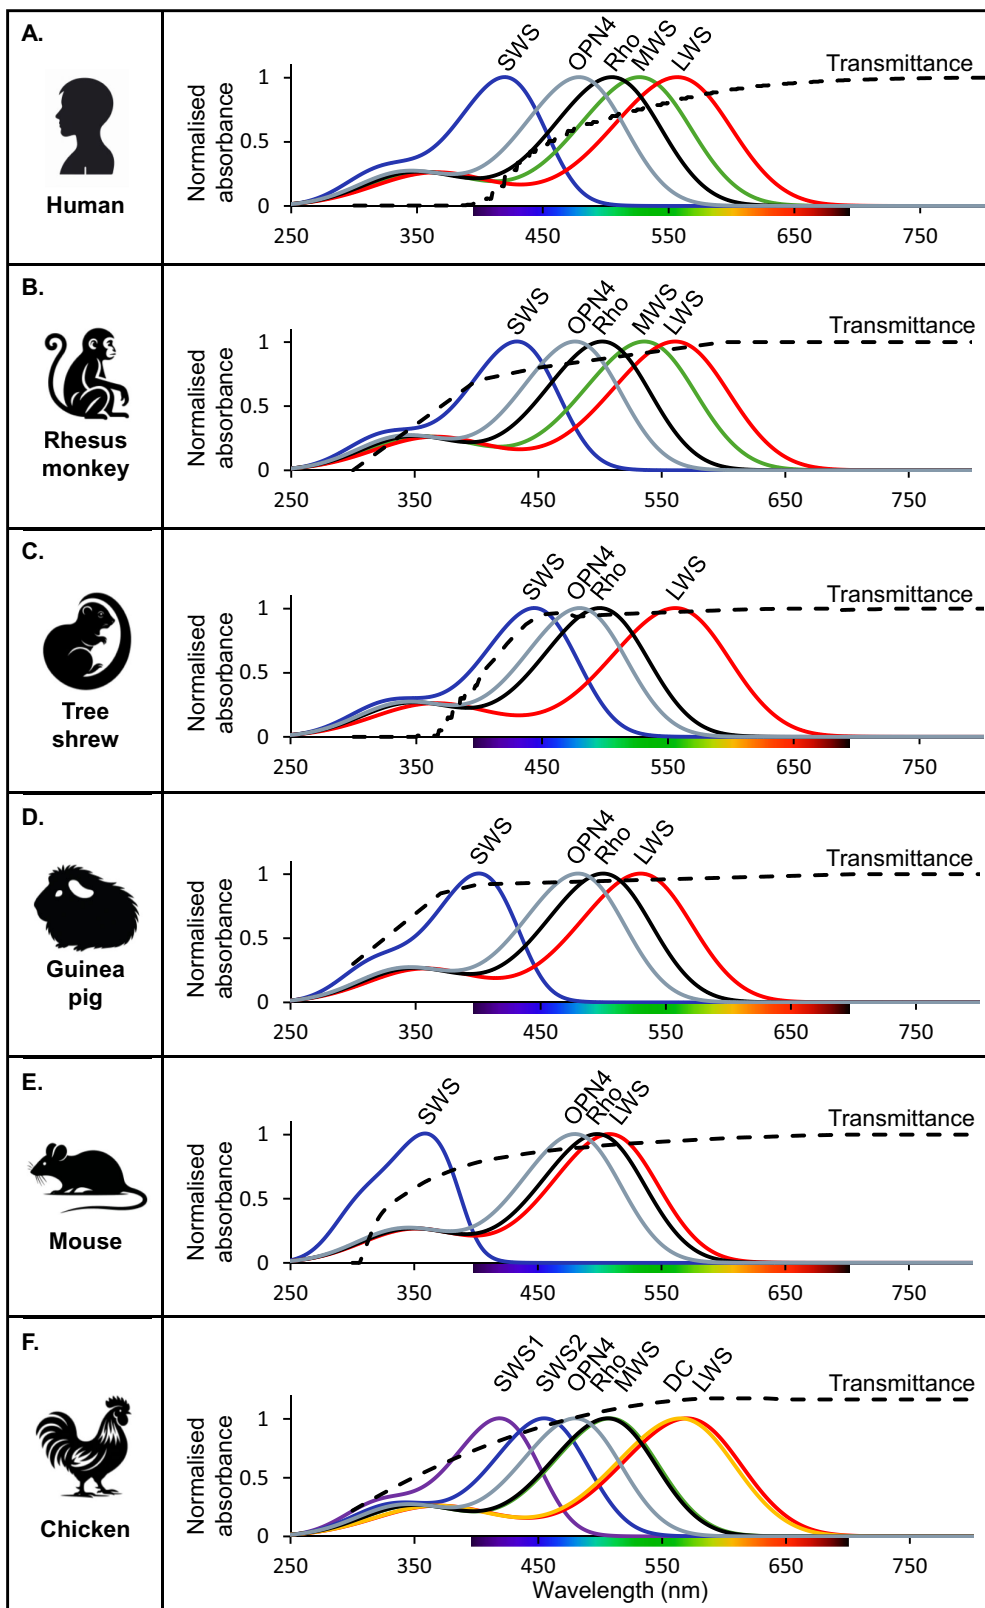 A.
Human
Normalised
absorbance
1
0.5
0
SWS
OPN4
Rho
MWS
LWS
Transmittance
250 350 450 550 650 750
B.
Rhesus
monkey
Normalised
absorbance
1
0.5
0
SWS
OPN4
Rho
MWS
LWS
Transmittance
250 350 450 550 650 750
C.
Tree
shrew
Normalised
absorbance
1
0.5
0
SWS
OPN4
Rho
LWS
Transmittance
250 350 450 550 650 750
D.
Guinea
pig
Normalised
absorbance
1
0.5
0
SWS
OPN4
Rho
LWS
Transmittance
250 350 450 550 650 750
E.
Mouse
Normalised
absorbance
1
0.5
0
SWS
OPN4
Rho
LWS
Transmittance
250 350 450 550 650 750
F.
Chicken
Normalised
absorbance
1
0.5
0
SWS1
SWS2
OPN4
Rho
MWS
DC
LWS
Transmittance
250 350 450 550 650 750
Wavelength (nm)